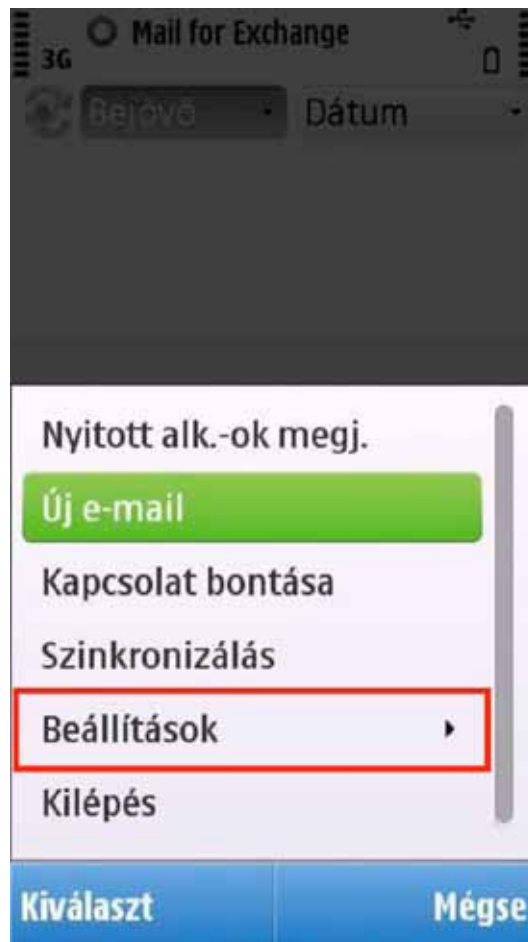 3G
Mail for Exchange
Bejövő
Dátum
Nyitott alk.-ok megj.
Új e-mail
Kapcsolat bontása
Szinkronizálás
Beállítások
Kilépés
Kiválaszt
Mégse